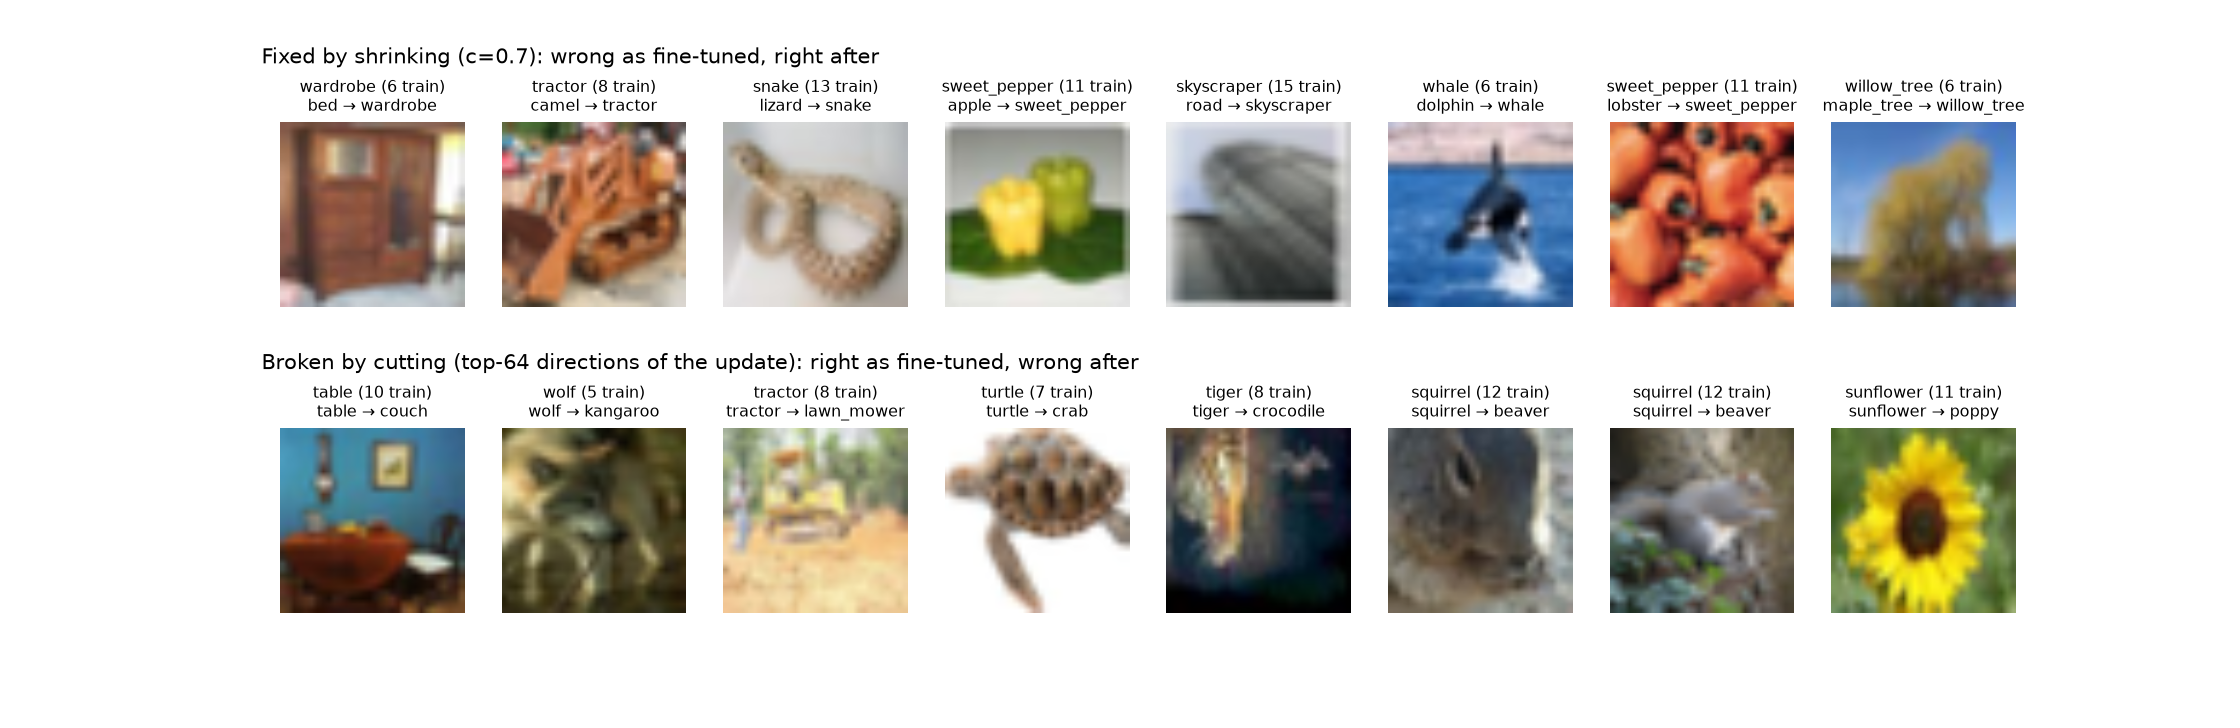 Fixed by shrinking (c=0.7): wrong as fine-tuned, right after
wardrobe (6 train)
bed → wardrobe
tractor (8 train)
camel → tractor
snake (13 train)
lizard → snake
sweet_pepper (11 train)
apple → sweet_pepper
skyscraper (15 train)
road → skyscraper
whale (6 train)
dolphin → whale
sweet_pepper (11 train)
lobster → sweet_pepper
willow_tree (6 train)
maple_tree → willow_tree
Broken by cutting (top-64 directions of the update): right as fine-tuned, wrong after
table (10 train)
table → couch
wolf (5 train)
wolf → kangaroo
tractor (8 train)
tractor → lawn_mower
turtle (7 train)
turtle → crab
tiger (8 train)
tiger → crocodile
squirrel (12 train)
squirrel → beaver
squirrel (12 train)
squirrel → beaver
sunflower (11 train)
sunflower → poppy